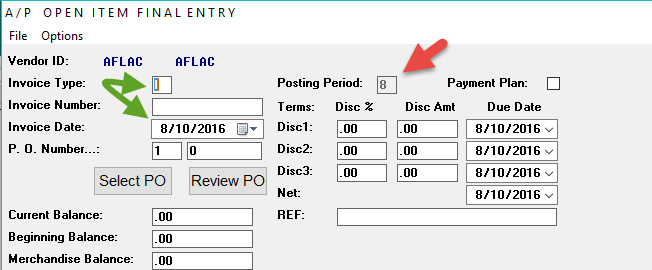 A/P OPEN ITEM FINAL ENTRY
File Options
Vendor ID: AFLAC AFLAC
Invoice Type: Posting Period: 8 Payment Plan:
Invoice Number: Terms: Disc % Disc Amt Due Date
Invoice Date: 8/10/2016 Disc1: .00 .00 8/10/2016
P. O. Number...: 1 0 Disc2: .00 .00 8/10/2016
Select PO Review PO Disc3: .00 .00 8/10/2016
Net: 8/10/2016
Current Balance: .00 REF:
Beginning Balance: .00
Merchandise Balance: .00